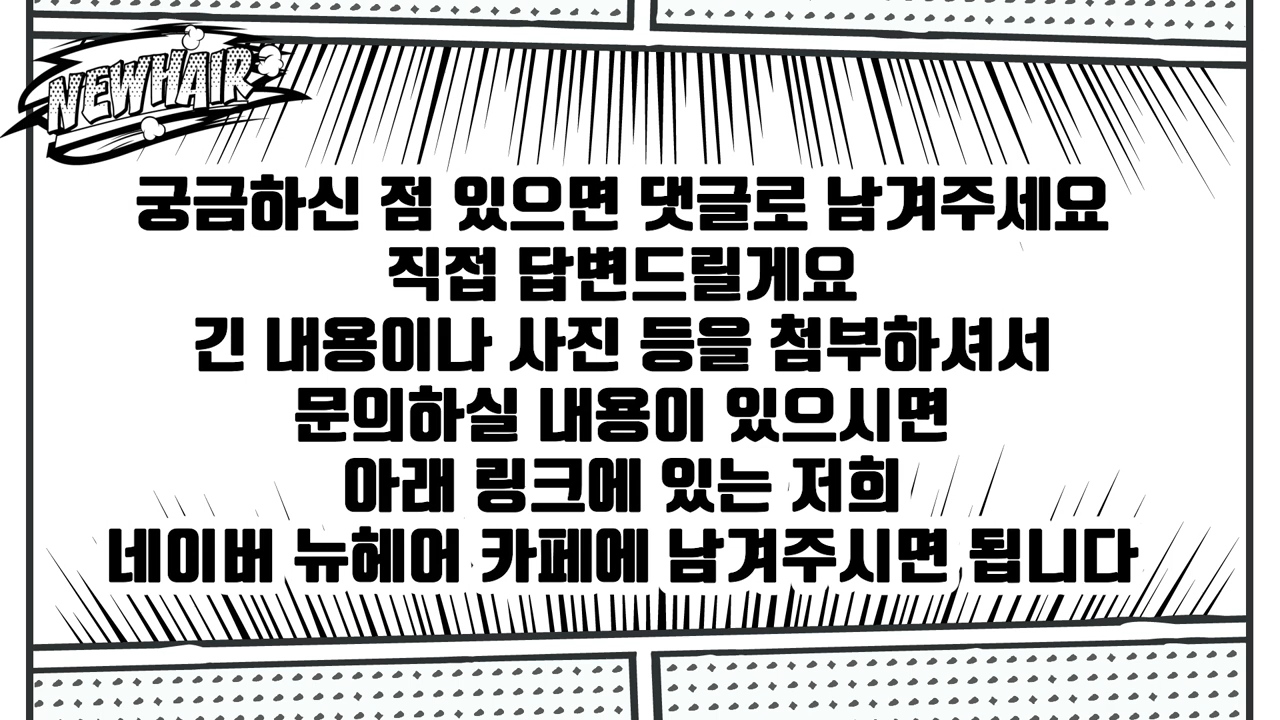 NEWHAIR
궁금하신 점 있으면 댓글로 남겨주세요
직접 답변드릴게요
긴 내용이나 사진 등을 첨부하셔서
문의하실 내용이 있으시면
아래 링크에 있는 저희
네이버 뉴헤어 카페에 남겨주시면 됩니다